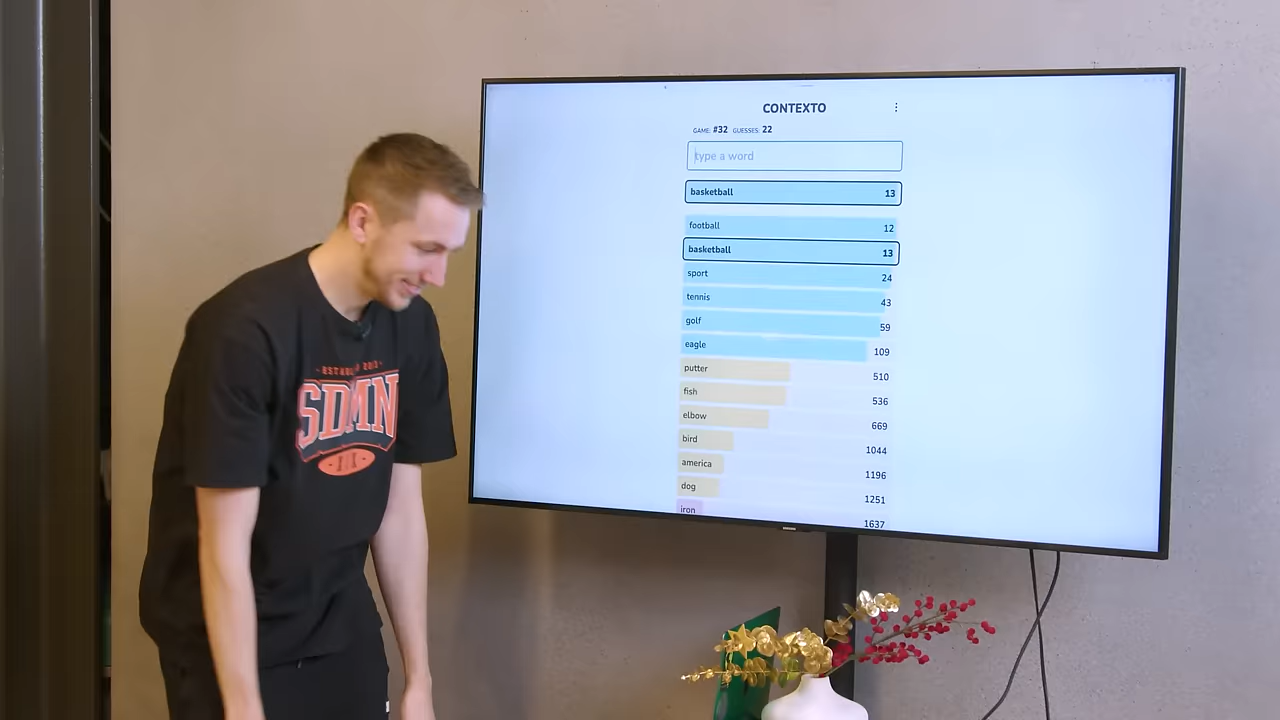 CONTEXTO
GAME: #32 GUESSES: 22
type a word
basketball 13
football 12
basketball 13
sport 24
tennis 43
golf 59
eagle 109
putter 510
fish 536
elbow 669
bird 1044
america 1196
dog 1251
iron 1637
SDMN
XIX